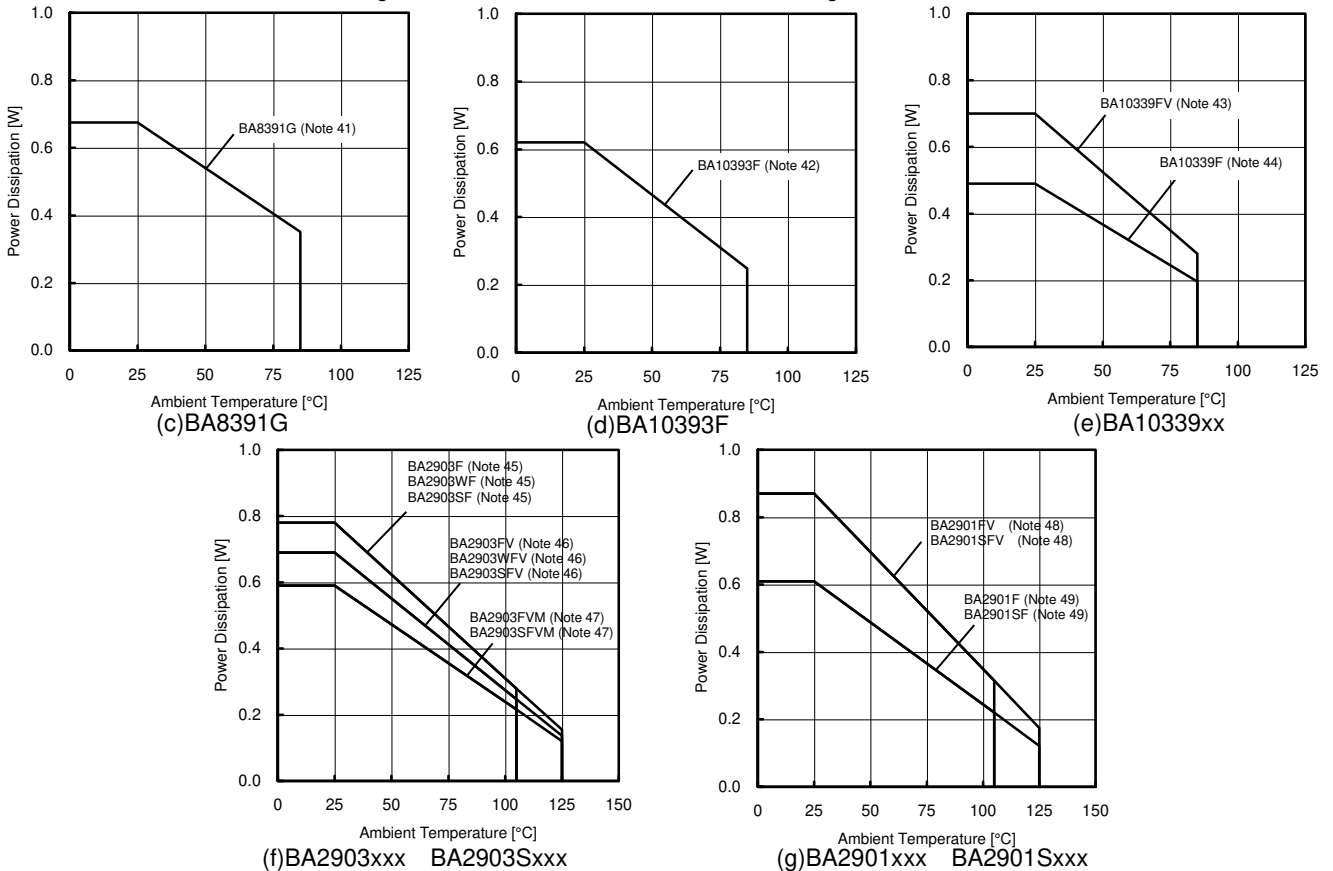 1.0
0.8
0.6
0.4
0.2
0.0
Power Dissipation [W]
BA8391G (Note 41)
0 25 50 75 100 125
Ambient Temperature [°C]
(c)BA8391G
1.0
0.8
0.6
0.4
0.2
0.0
Power Dissipation [W]
BA10393F (Note 42)
0 25 50 75 100 125
Ambient Temperature [°C]
(d)BA10393F
1.0
0.8
0.6
0.4
0.2
0.0
Power Dissipation [W]
BA10339FV (Note 43)
BA10339F (Note 44)
0 25 50 75 100 125
Ambient Temperature [°C]
(e)BA10339xx
1.0
0.8
0.6
0.4
0.2
0.0
Power Dissipation [W]
BA2903F (Note 45)
BA2903WF (Note 45)
BA2903SF (Note 45)
BA2903FV (Note 46)
BA2903WFV (Note 46)
BA2903SFV (Note 46)
BA2903FVM (Note 47)
BA2903SFVM (Note 47)
0 25 50 75 100 125 150
Ambient Temperature [°C]
(f)BA2903xxx BA2903Sxxx
1.0
0.8
0.6
0.4
0.2
0.0
Power Dissipation [W]
BA2901FV (Note 48)
BA2901SFV (Note 48)
BA2901F (Note 49)
BA2901SF (Note 49)
0 25 50 75 100 125 150
Ambient Temperature [°C]
(g)BA2901xxx BA2901Sxxx